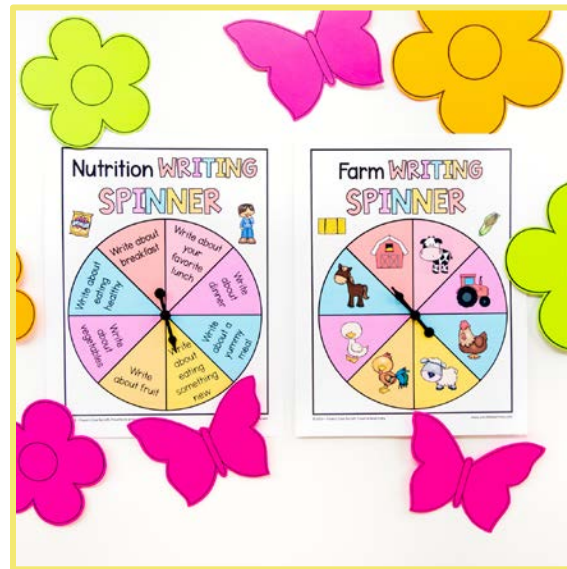 Nutrition WRITING
SPINNER
Write about
breakfast
Write about
your
favorite
lunch
Write
about
dinner
Write
about a
yummy
meal
Write
about
eating
something
new
Write
about fruit
Write
about
vegetables
Write about
eating
healthy
Farm WRITING
SPINNER